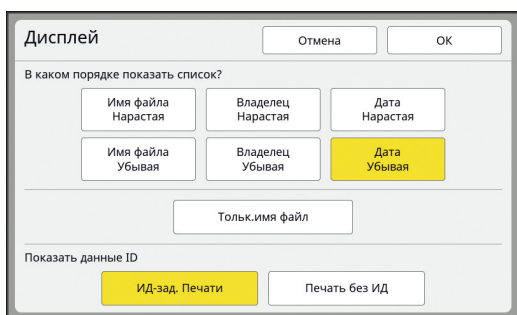 Дисплей
Отмена
ОК
В каком порядке показать список?
Имя файла
Нарастая
Владелец
Нарастая
Дата
Нарастая
Имя файла
Убывая
Владелец
Убывая
Дата
Убывая
Тольк.имя файл
Показать данные ID
ИД-зад. Печати
Печать без ИД